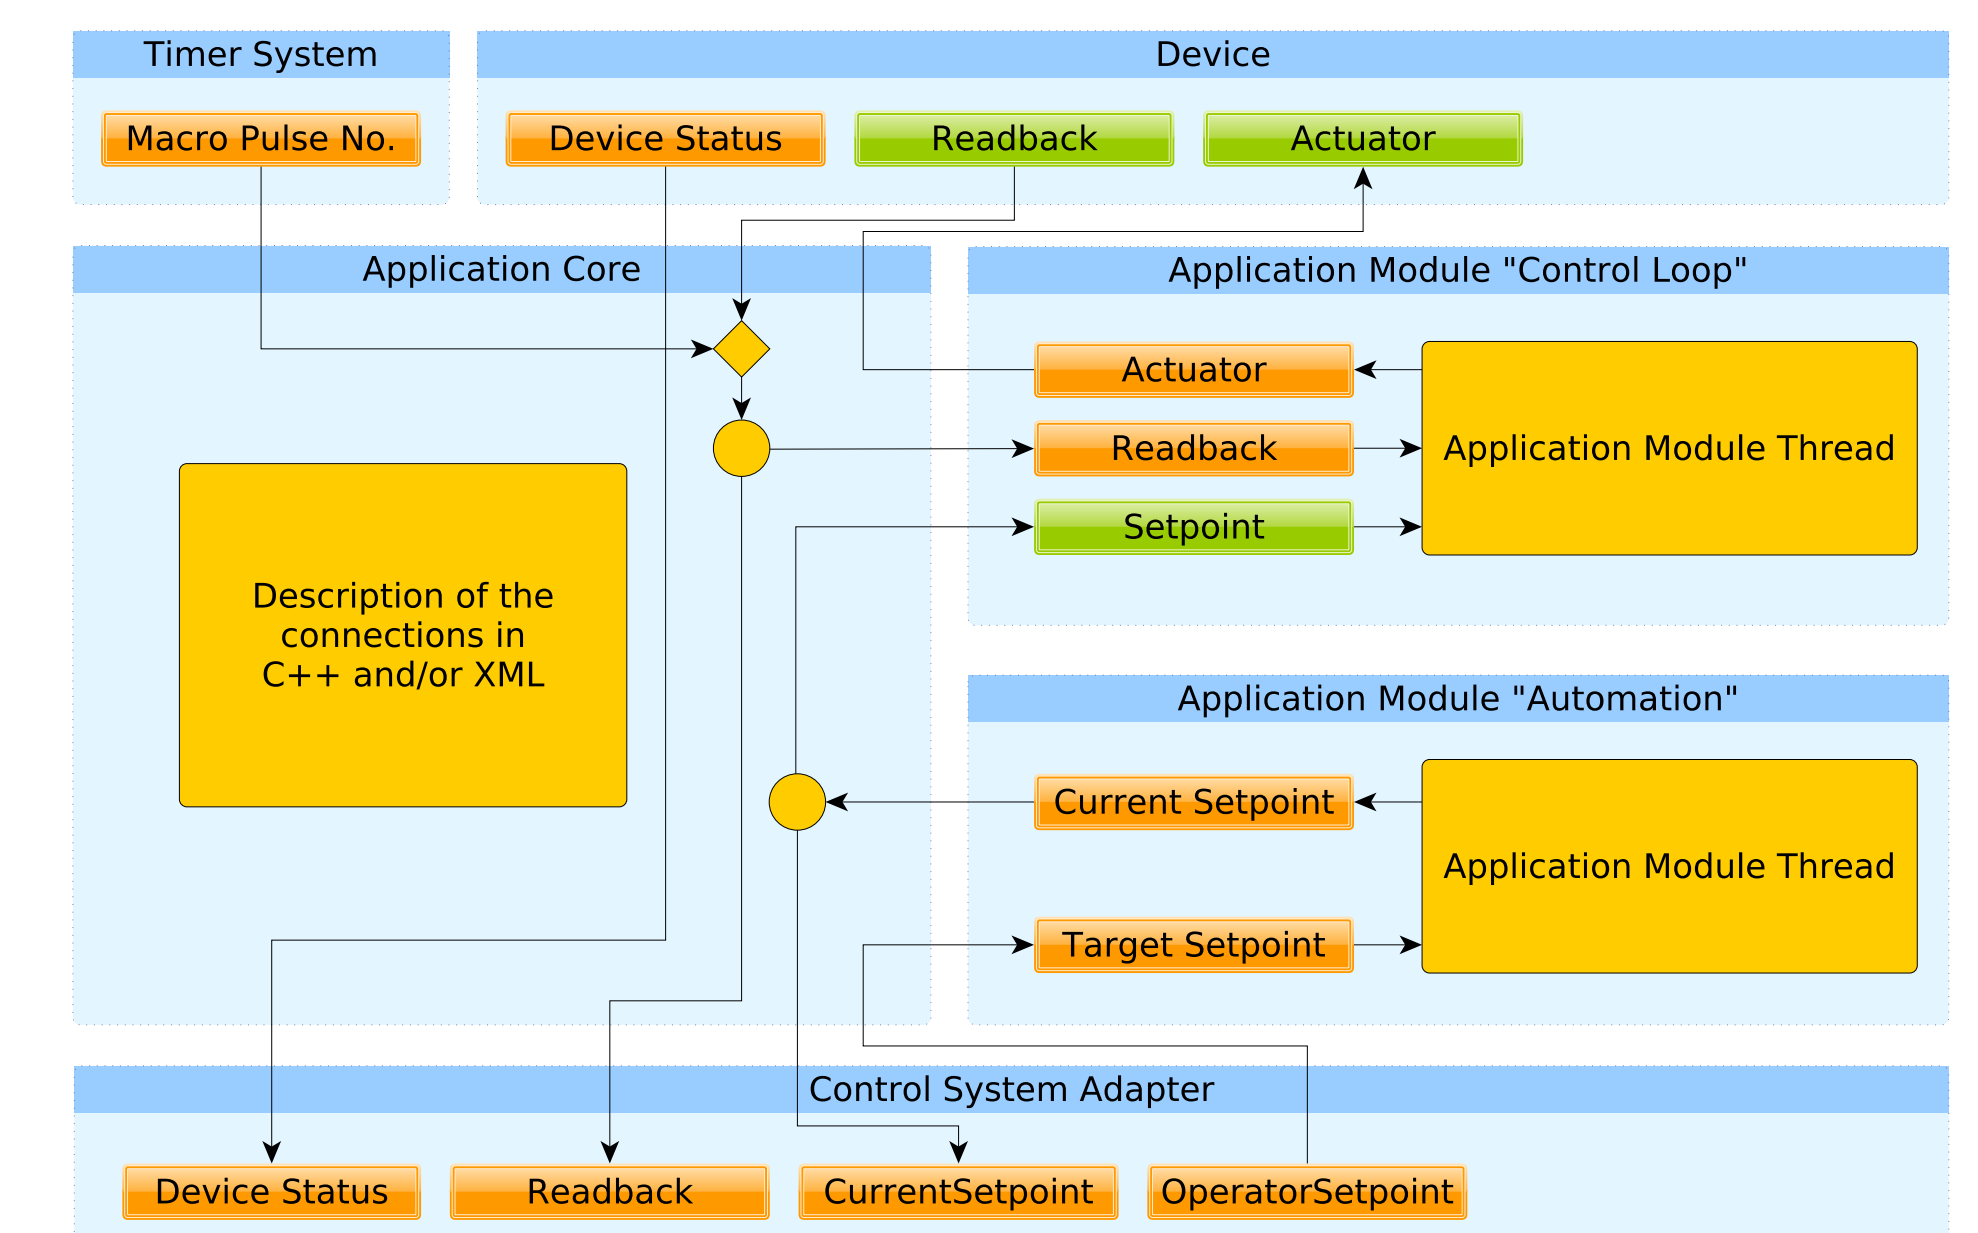 Timer System
Device
Macro Pulse No.
Device Status
Readback
Actuator
Application Core
Application Module "Control Loop"
Actuator
Readback
Setpoint
Application Module Thread
Description of the
connections in
C++ and/or XML
Application Module "Automation"
Current Setpoint
Target Setpoint
Application Module Thread
Control System Adapter
Device Status
Readback
CurrentSetpoint
OperatorSetpoint